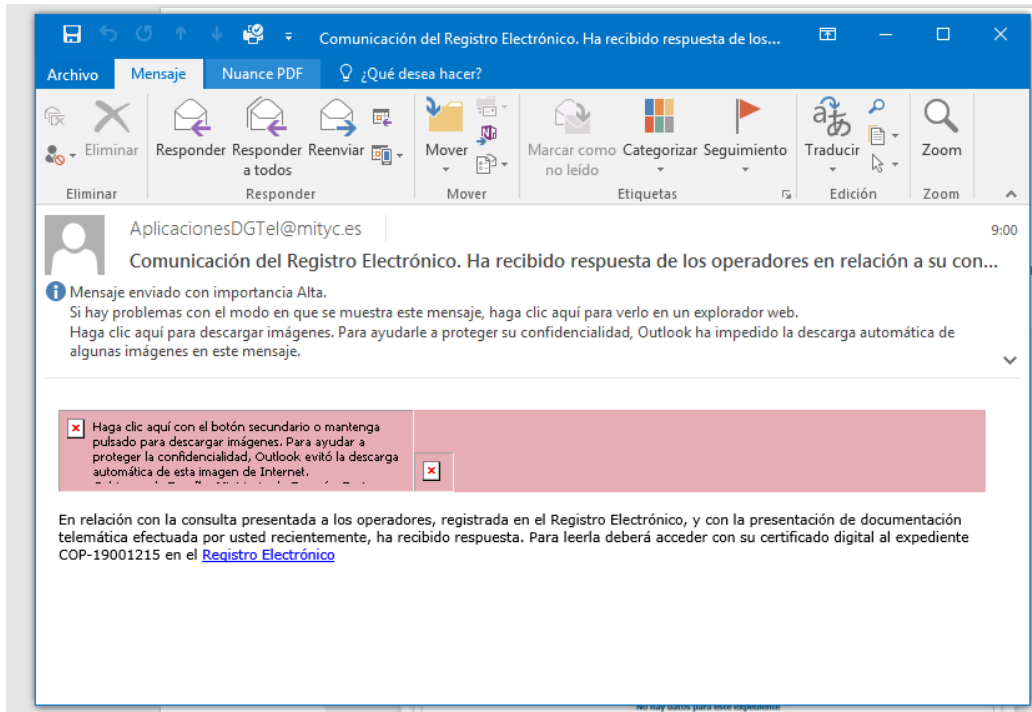 Comunicación del Registro Electrónico. Ha recibido respuesta de los...
Archivo Mensaje Nuance PDF ¿Qué desea hacer?
Eliminar Responder Responder a todos Reenviar Mover Marcar como no leído Categorizar Seguimiento Traducir Zoom
Eliminar Responder Mover Etiquetas Edición Zoom
AplicacionesDGTel@mityc.es 9:00
Comunicación del Registro Electrónico. Ha recibido respuesta de los operadores en relación a su con...
Mensaje enviado con importancia Alta.
Si hay problemas con el modo en que se muestra este mensaje, haga clic aquí para verlo en un explorador web.
Haga clic aquí para descargar imágenes. Para ayudarle a proteger su confidencialidad, Outlook ha impedido la descarga automática de
algunas imágenes en este mensaje.
Haga clic aquí con el botón secundario o mantenga
pulsado para descargar imágenes. Para ayudar a
proteger la confidencialidad, Outlook evitó la descarga
automática de esta imagen de Internet.
En relación con la consulta presentada a los operadores, registrada en el Registro Electrónico, y con la presentación de documentación
telemática efectuada por usted recientemente, ha recibido respuesta. Para leerla deberá acceder con su certificado digital al expediente
COP-19001215 en el Registro Electrónico
No hay datos para este expediente